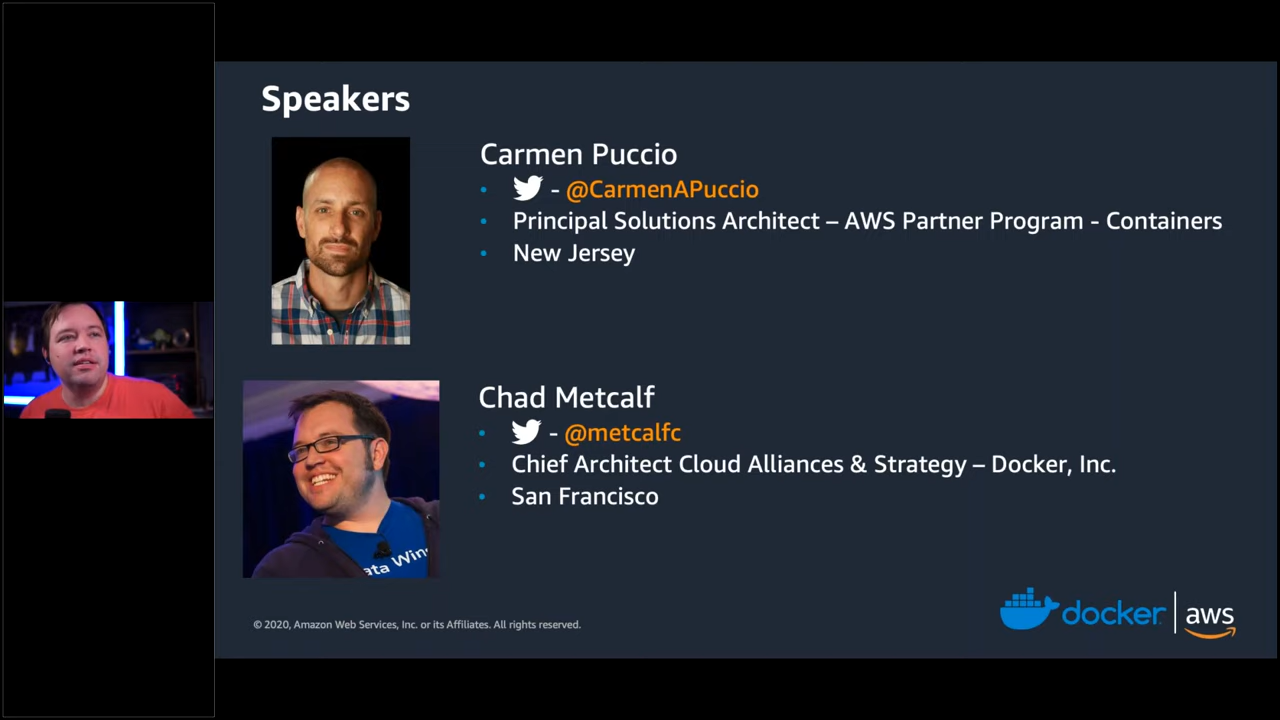 Speakers
Carmen Puccio
- @CarmenAPuccio
Principal Solutions Architect – AWS Partner Program - Containers
New Jersey
Chad Metcalf
- @metcalfc
Chief Architect Cloud Alliances & Strategy – Docker, Inc.
San Francisco
ata Win
© 2020, Amazon Web Services, Inc. or its Affiliates. All rights reserved.
docker aws